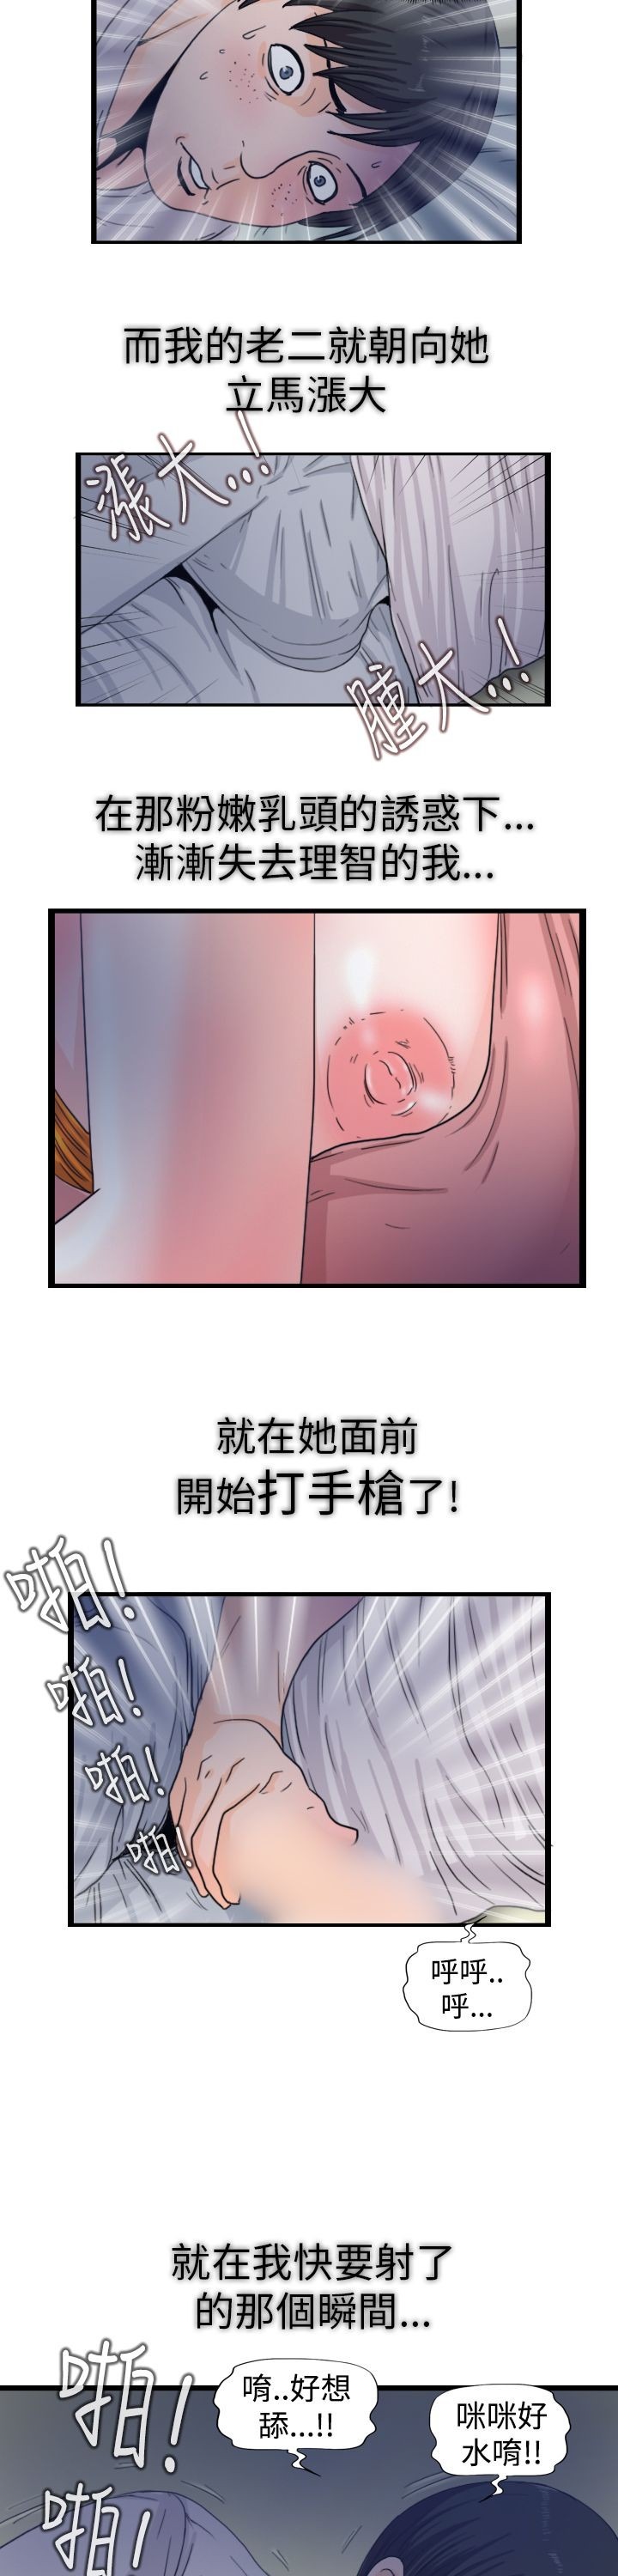 而我的老二就朝向她
立馬漲大
漲大...!
腫大...!
在那粉嫩乳頭的誘惑下...
漸漸失去理智的我...
就在她面前
開始打手槍了!
啪!
啪!
啪!
啪!
呼呼..
呼...
就在我快要射了
的那個瞬間...
啪!
唷..好想
舔...!!
咪咪好
水唷!!
啪!